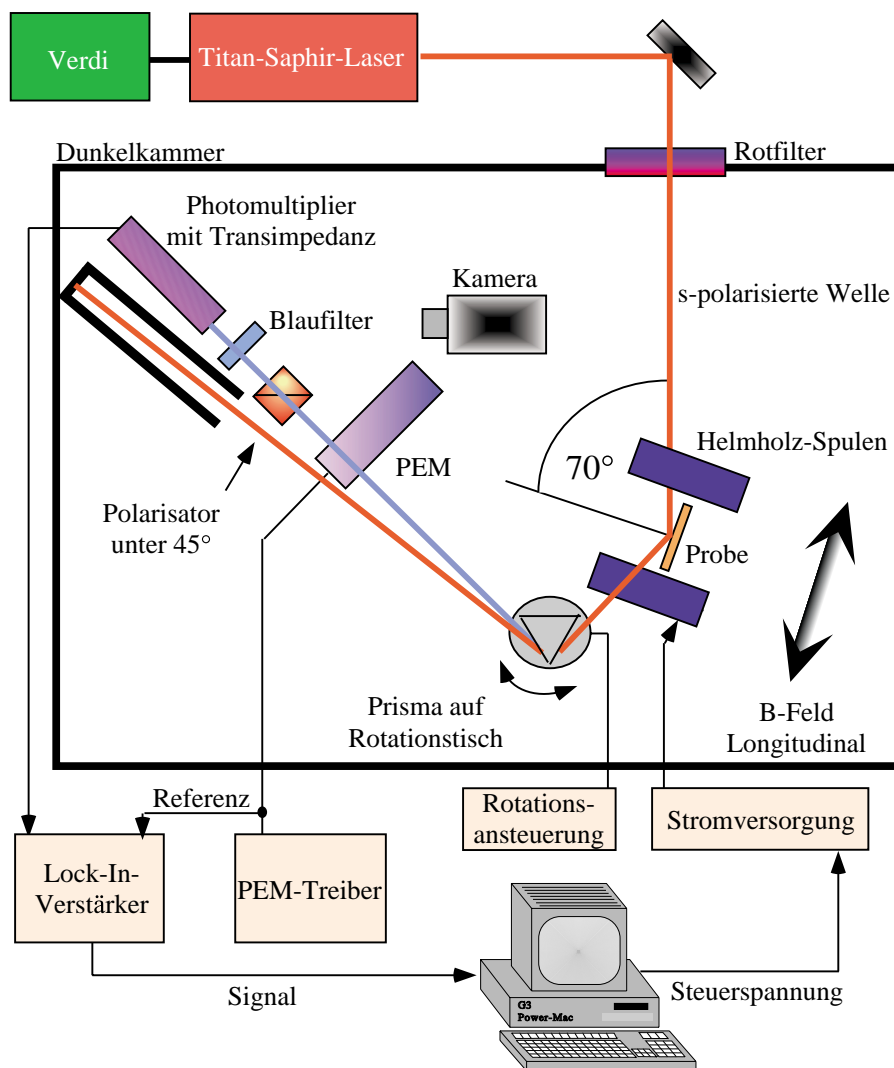 Verdi
Titan-Saphir-Laser
Dunkelkammer
Rotfilter
Photomultiplier
mit Transimpedanz
Kamera
s-polarisierte Welle
Blaufilter
Helmholz-Spulen
70°
PEM
Polarisator
unter 45°
Probe
Prisma auf
Rotationstisch
B-Feld
Longitudinal
Referenz
Rotations-
ansteuerung
Stromversorgung
Lock-In-
Verstärker
PEM-Treiber
Signal
Steuerspannung
G3
Power-Mac